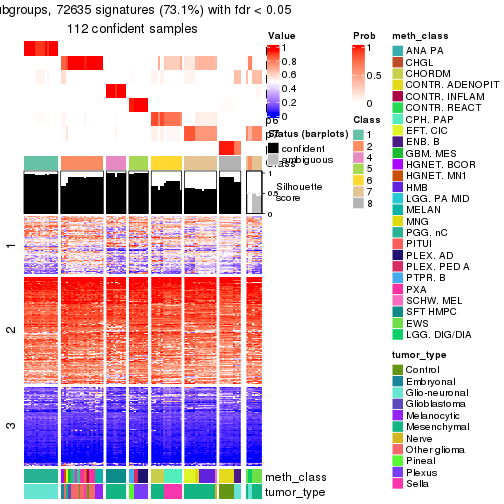 ubgroups, 72635 signatures (73.1%) with fdr < 0.05
112 confident samples
Value
1
0.8
0.6
0.4
0.2
0
Prob
1
0.5
0
Status (barplots)
confident
ambiguous
Class
1
2
4
5
6
7
8
p6
1
0.5
0
Silhouette
score
1
2
3
meth_class
tumor_type
meth_class
ANA PA
CHGL
CHORDM
CONTR. ADENOPIT
CONTR. INFLAM
CONTR. REACT
CPH. PAP
EFT. CIC
ENB. B
GBM. MES
HGNET. BCOR
HGNET. MN1
HMB
LGG. PA MID
MELAN
MNG
PGG. nC
PITUI
PLEX. AD
PLEX. PED A
PTPR. B
PXA
SCHW. MEL
SFT HMPC
EWS
LGG. DIG/DIA
tumor_type
Control
Embryonal
Glio-neuronal
Glioblastoma
Melanocytic
Mesenchymal
Nerve
Other glioma
Pineal
Plexus
Sella